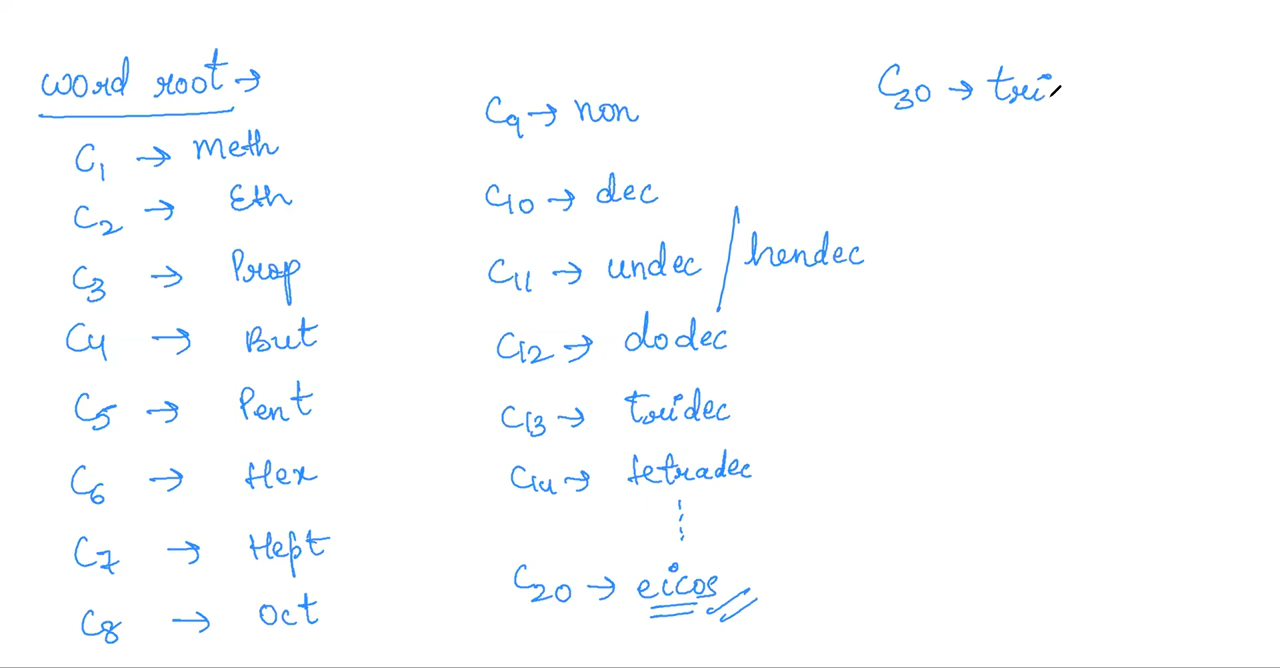 word root →
C₁ → Meth
C₂ → Eth
C₃ → Prop
C₄ → But
C₅ → Pent
C₆ → Hex
C₇ → Hept
C₈ → Oct
C₉ → non
C₁₀ → dec
C₁₁ → undec / hendec
C₁₂ → dodec
C₁₃ → tridec
C₁₄ → tetradec
C₂₀ → eicos
C₃₀ → tri